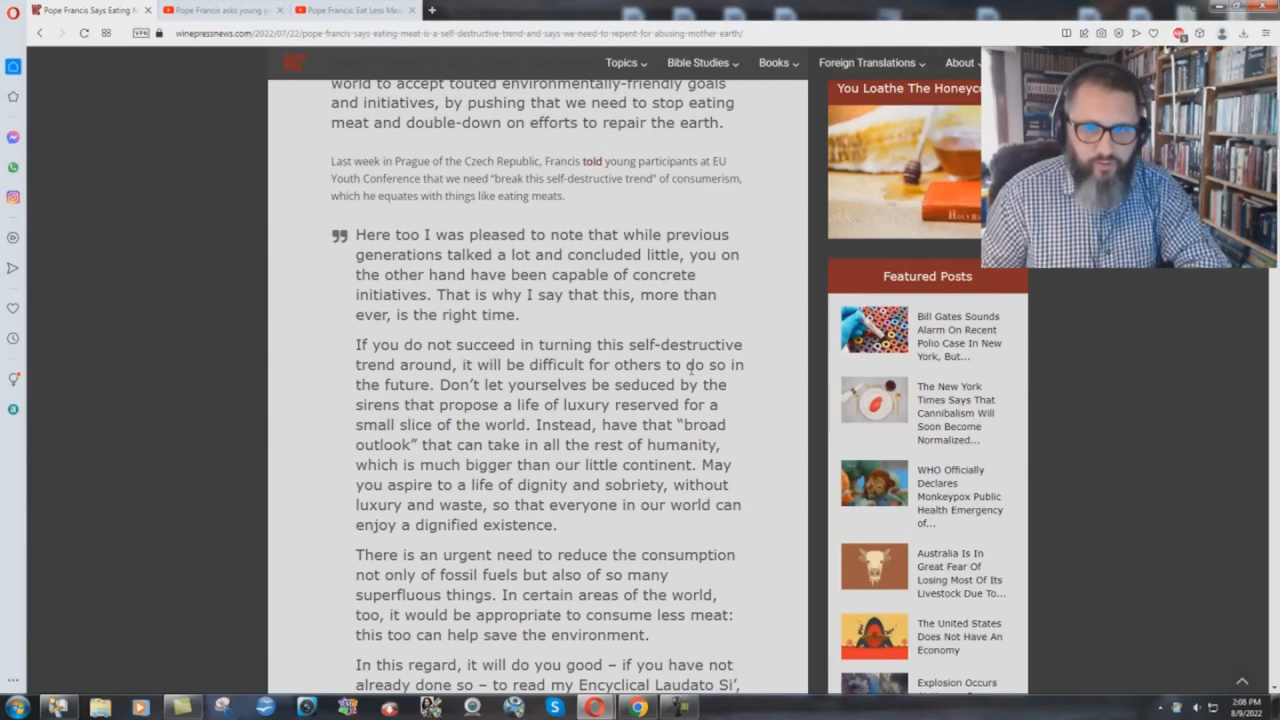 Pope Francis Says Eating N
Pope Francis asks young p
Pope Francis: Eat Less Mea
88
VPN
winepressnews.com/2022/07/22/pope-francis-says-eating-meat-is-a-self-destructive-trend-and-says-we-need-to-repent-for-abusing-mother-earth/
Topics
Bible Studies
Books
Foreign Translations
About
world to accept touted environmentally-friendly goals
and initiatives, by pushing that we need to stop eating
meat and double-down on efforts to repair the earth.
Last week in Prague of the Czech Republic, Francis told young participants at EU
Youth Conference that we need “break this self-destructive trend” of consumerism,
which he equates with things like eating meats.
Here too I was pleased to note that while previous
generations talked a lot and concluded little, you on
the other hand have been capable of concrete
initiatives. That is why I say that this, more than
ever, is the right time.
If you do not succeed in turning this self-destructive
trend around, it will be difficult for others to do so in
the future. Don’t let yourselves be seduced by the
sirens that propose a life of luxury reserved for a
small slice of the world. Instead, have that “broad
outlook” that can take in all the rest of humanity,
which is much bigger than our little continent. May
you aspire to a life of dignity and sobriety, without
luxury and waste, so that everyone in our world can
enjoy a dignified existence.
There is an urgent need to reduce the consumption
not only of fossil fuels but also of so many
superfluous things. In certain areas of the world,
too, it would be appropriate to consume less meat:
this too can help save the environment.
In this regard, it will do you good – if you have not
already done so – to read my Encyclical Laudato Si’,
You Loathe The Honeyco
Featured Posts
Bill Gates Sounds
Alarm On Recent
Polio Case In New
York, But...
The New York
Times Says That
Cannibalism Will
Soon Become
Normalized...
WHO Officially
Declares
Monkeypox Public
Health Emergency
of...
Australia Is In
Great Fear Of
Losing Most Of Its
Livestock Due To...
The United States
Does Not Have An
Economy
Explosion Occurs
2:08 PM
8/9/2022